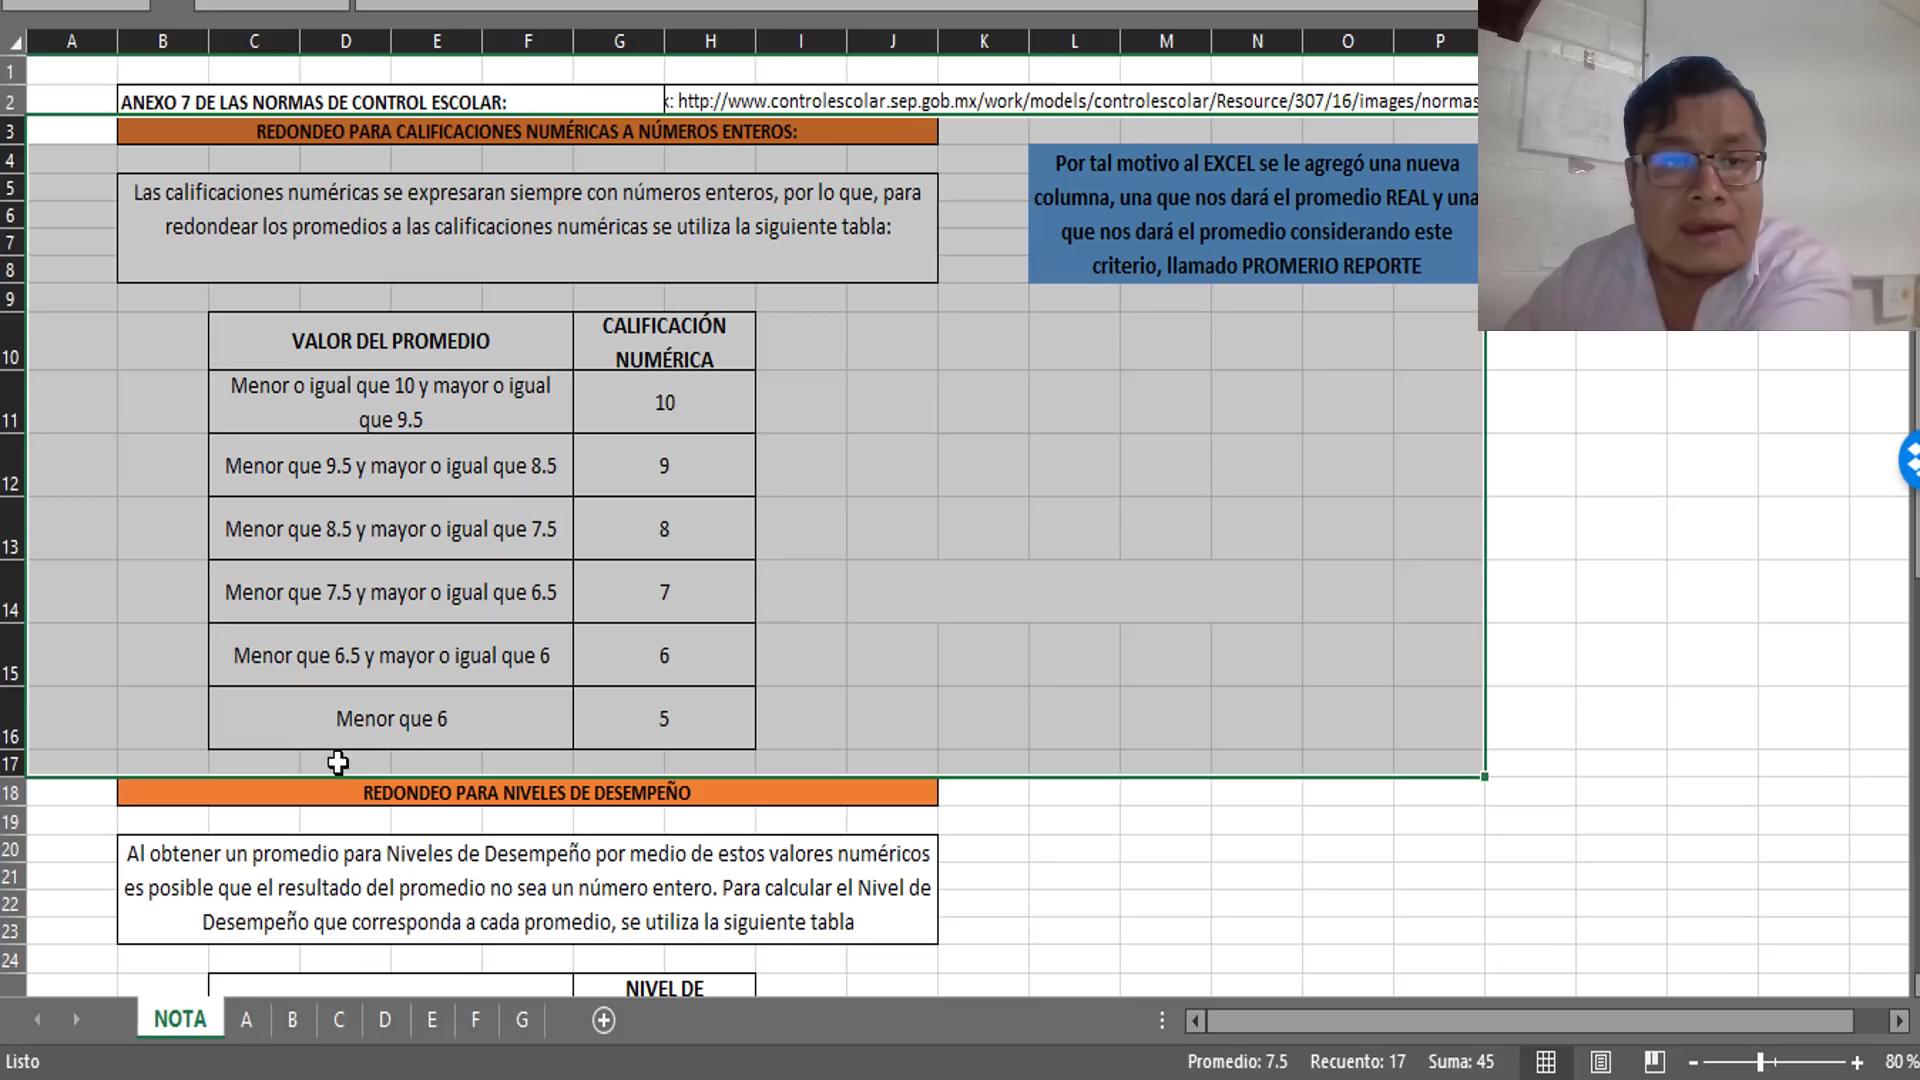 A B C D E F G H I J K L M N O P
1
2 ANEXO 7 DE LAS NORMAS DE CONTROL ESCOLAR: k: http://www.controlescolar.sep.gob.mx/work/models/controlescolar/Resource/307/16/images/normas
3 REDONDEO PARA CALIFICACIONES NUMÉRICAS A NÚMEROS ENTEROS:
4
5
6
7
8
Las calificaciones numéricas se expresaran siempre con números enteros, por lo que, para
redondear los promedios a las calificaciones numéricas se utiliza la siguiente tabla:
Por tal motivo al EXCEL se le agregó una nueva
columna, una que nos dará el promedio REAL y una
que nos dará el promedio considerando este
criterio, llamado PROMERIO REPORTE
9
10 VALOR DEL PROMEDIO
CALIFICACIÓN
NUMÉRICA
11 Menor o igual que 10 y mayor o igual
que 9.5
10
12 Menor que 9.5 y mayor o igual que 8.5 9
13 Menor que 8.5 y mayor o igual que 7.5 8
14 Menor que 7.5 y mayor o igual que 6.5 7
15 Menor que 6.5 y mayor o igual que 6 6
16 Menor que 6 5
17
18 REDONDEO PARA NIVELES DE DESEMPEÑO
19
20
21
22
23
Al obtener un promedio para Niveles de Desempeño por medio de estos valores numéricos
es posible que el resultado del promedio no sea un número entero. Para calcular el Nivel de
Desempeño que corresponda a cada promedio, se utiliza la siguiente tabla
24
NIVEL DE
NOTA A B C D E F G
Listo Promedio: 7.5 Recuento: 17 Suma: 45 80 %